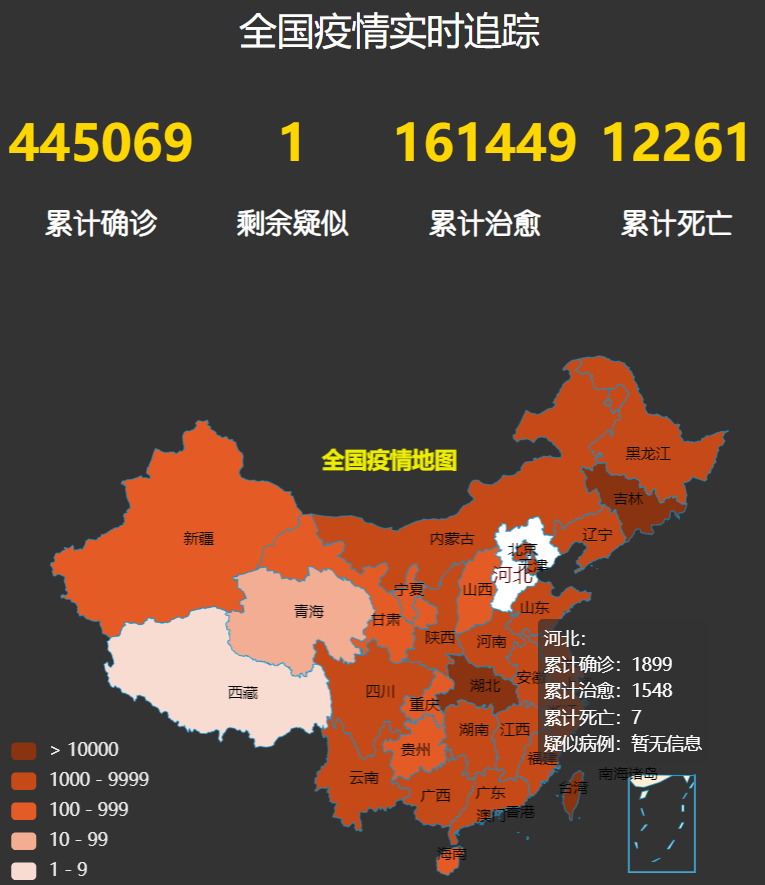 全国疫情实时追踪
445069 1 161449 12261
累计确诊 剩余疑似 累计治愈 累计死亡
全国疫情地图
黑龙江
吉林
新疆 内蒙古 辽宁
北京
天津
河北
宁夏 山西
青海 山东
甘肃
陕西 河南
河北：
累计确诊：1899
累计治愈：1548
累计死亡：7
疑似病例：暂无信息
西藏 四川 湖北
重庆
湖南 江西
贵州
福建
云南
南海诸岛
广西 广东 台湾
澳门 香港
海南
> 10000
1000 - 9999
100 - 999
10 - 99
1 - 9